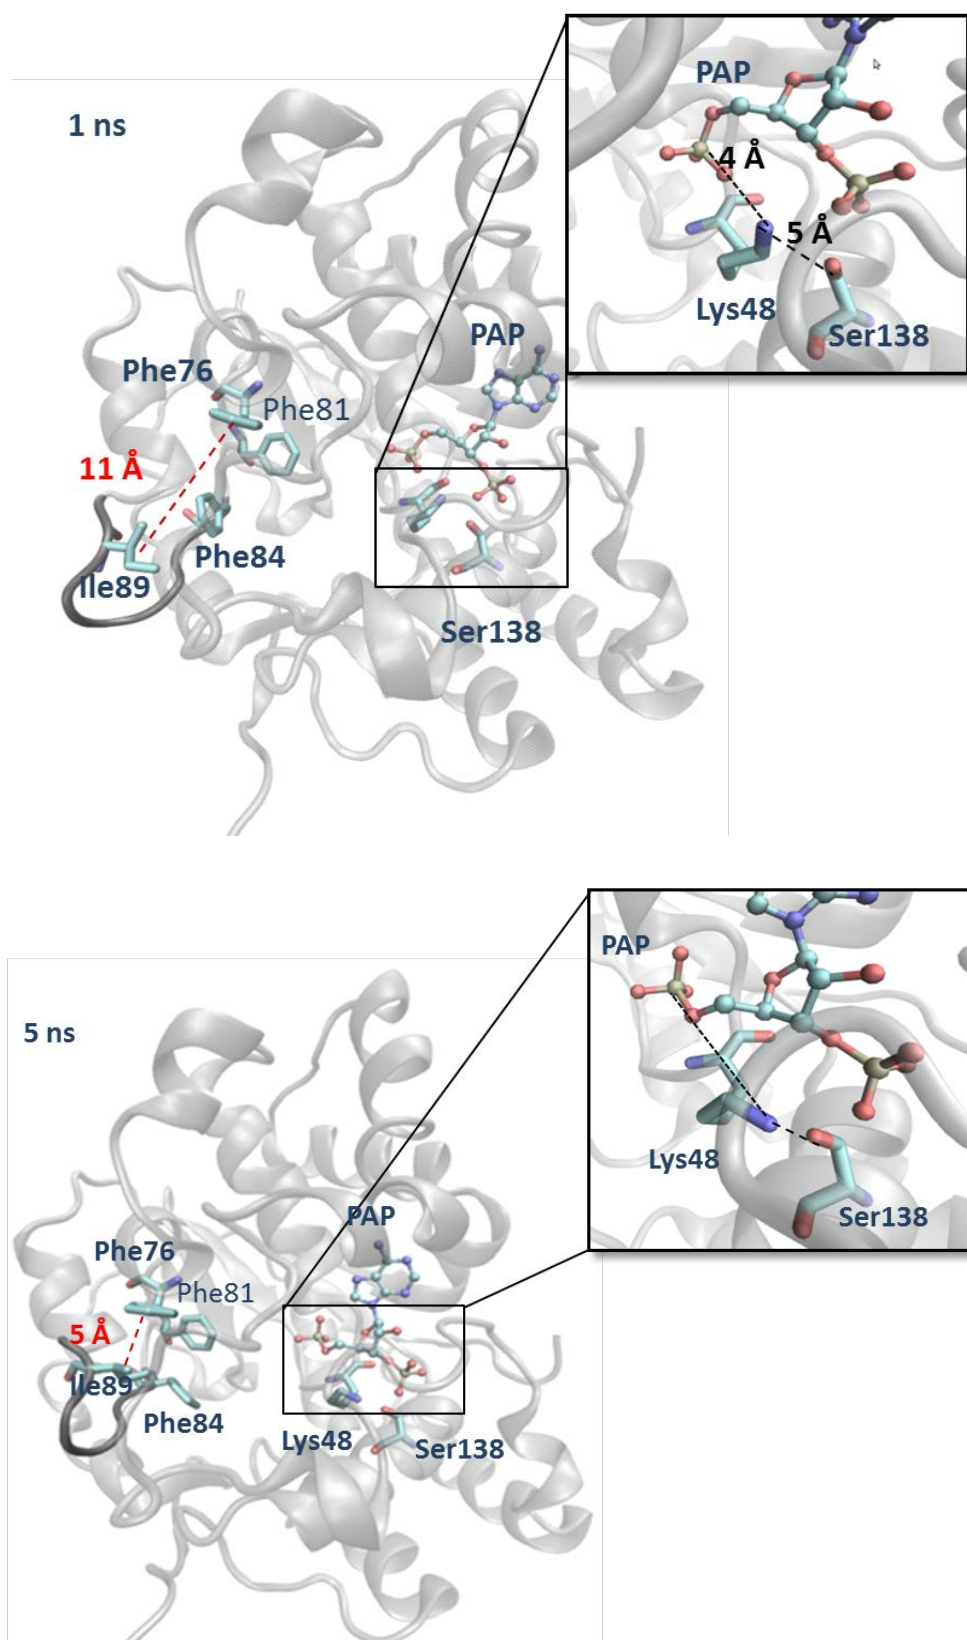 1 ns
PAP
4 Å
5 Å
Lys48
Ser138
PAP
Phe76
Phe81
11 Å
Phe84
Ile89
Ser138
5 ns
PAP
Lys48
Ser138
PAP
Phe76
Phe81
5 Å
Ile89
Phe84
Lys48
Ser138